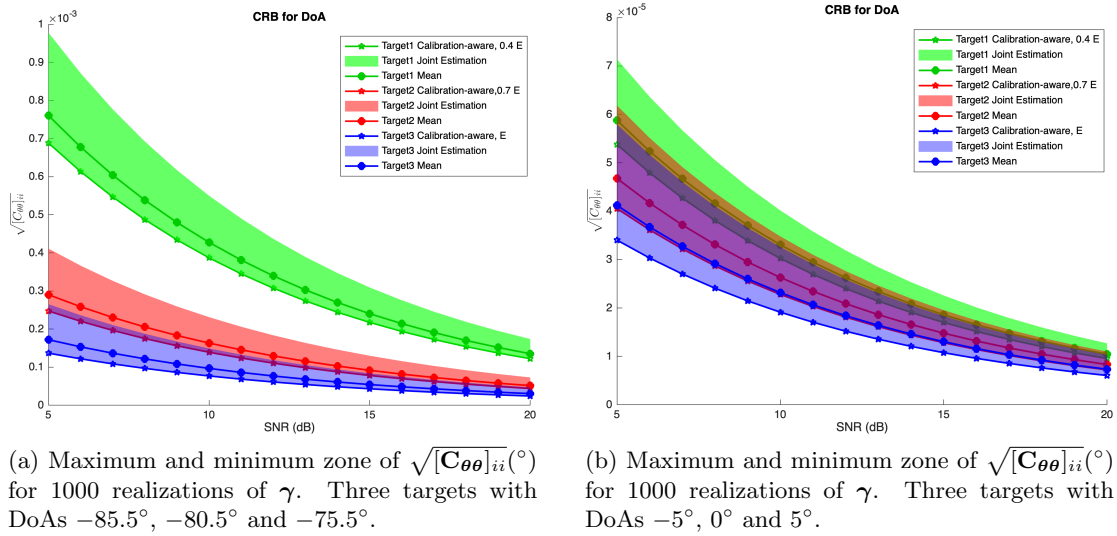 CRB for DoA
×10⁻³
1
0.9
0.8
0.7
0.6
0.5
0.4
0.3
0.2
0.1
0
√[C_θθ]_ii
5
10
15
20
SNR (dB)
Target1 Calibration-aware, 0.4 E
Target1 Joint Estimation
Target1 Mean
Target2 Calibration-aware,0.7 E
Target2 Joint Estimation
Target2 Mean
Target3 Calibration-aware, E
Target3 Joint Estimation
Target3 Mean
(a) Maximum and minimum zone of √[C_θθ]_ii(°)
for 1000 realizations of γ. Three targets with
DoAs −85.5°, −80.5° and −75.5°.
CRB for DoA
×10⁻⁵
8
7
6
5
4
3
2
1
0
√[C_θθ]_ii
5
10
15
20
SNR (dB)
Target1 Calibration-aware, 0.4 E
Target1 Joint Estimation
Target1 Mean
Target2 Calibration-aware,0.7 E
Target2 Joint Estimation
Target2 Mean
Target3 Calibration-aware, E
Target3 Joint Estimation
Target3 Mean
(b) Maximum and minimum zone of √[C_θθ]_ii(°)
for 1000 realizations of γ. Three targets with
DoAs −5°, 0° and 5°.